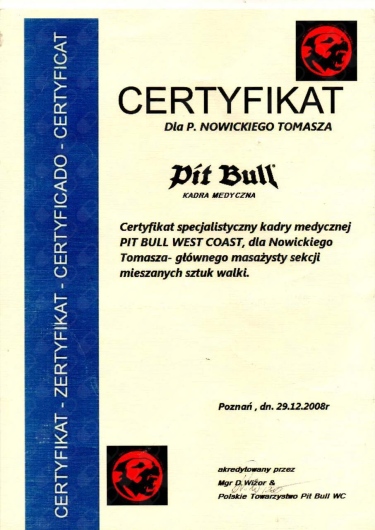 CERTYFIKAT - ZERTYFIKAT - CERTYFICADO - CERTYFICAT
CERTYFIKAT
Dla P. NOWICKIEGO TOMASZA
Pit Bull
KADRA MEDYCZNA
Certyfikat specjalistyczny kadry medycznej
PIT BULL WEST COAST, dla Nowickiego
Tomasza- głównego masażysty sekcji
mieszanych sztuk walki.
Poznań , dn. 29.12.2008r
akredytowany przez
Mgr D.Wizor &
Polskie Towarzystwo Pit Bull WC